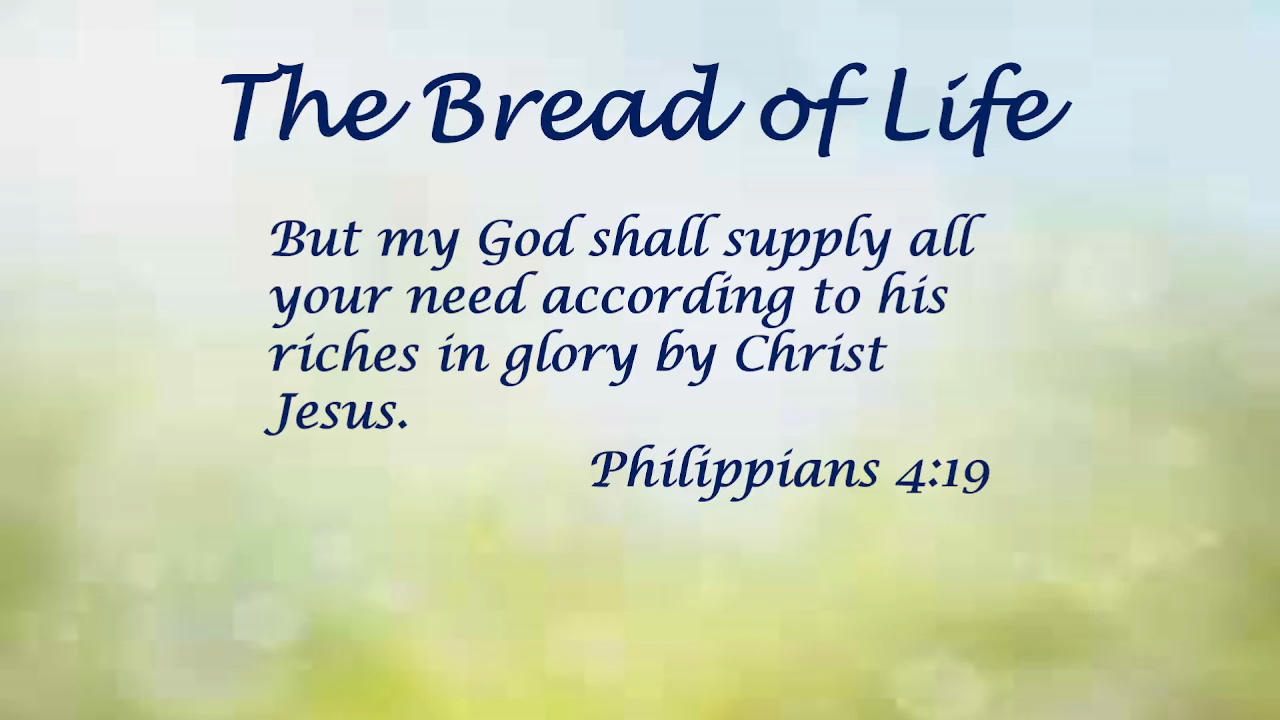 The Bread of Life
But my God shall supply all
your need according to his
riches in glory by Christ
Jesus.
Philippians 4:19